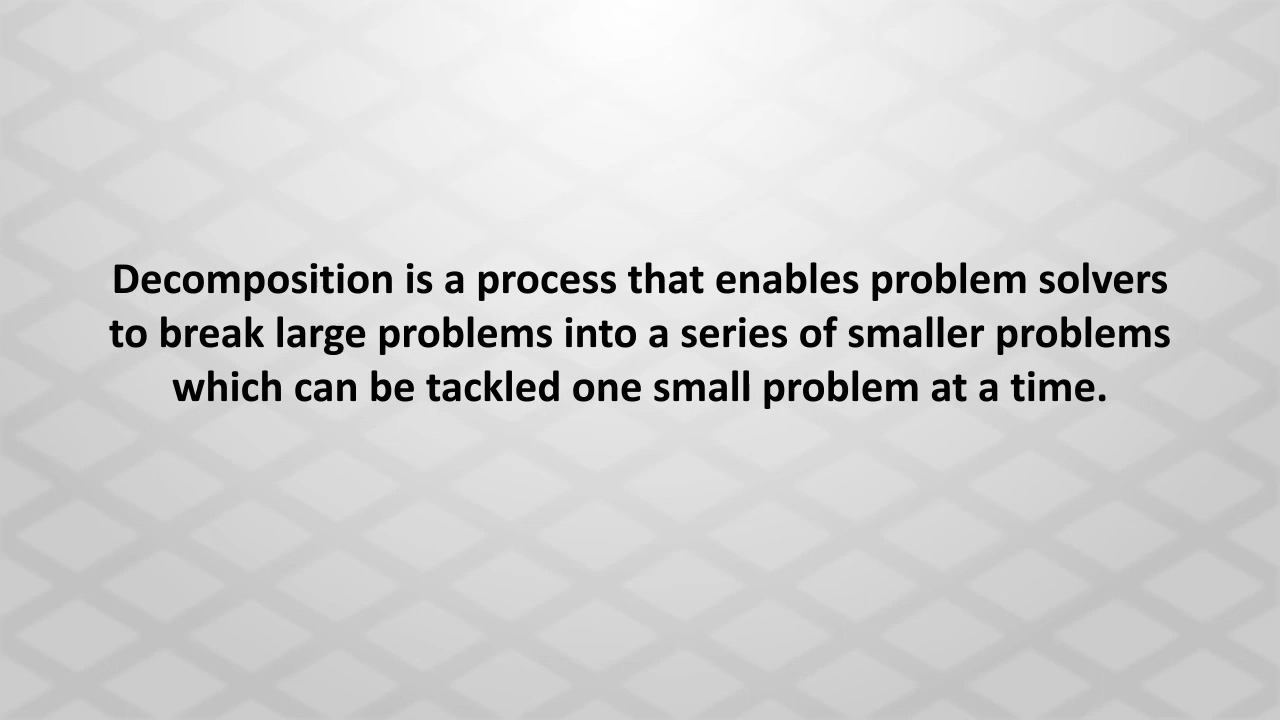 Decomposition is a process that enables problem solvers
to break large problems into a series of smaller problems
which can be tackled one small problem at a time.